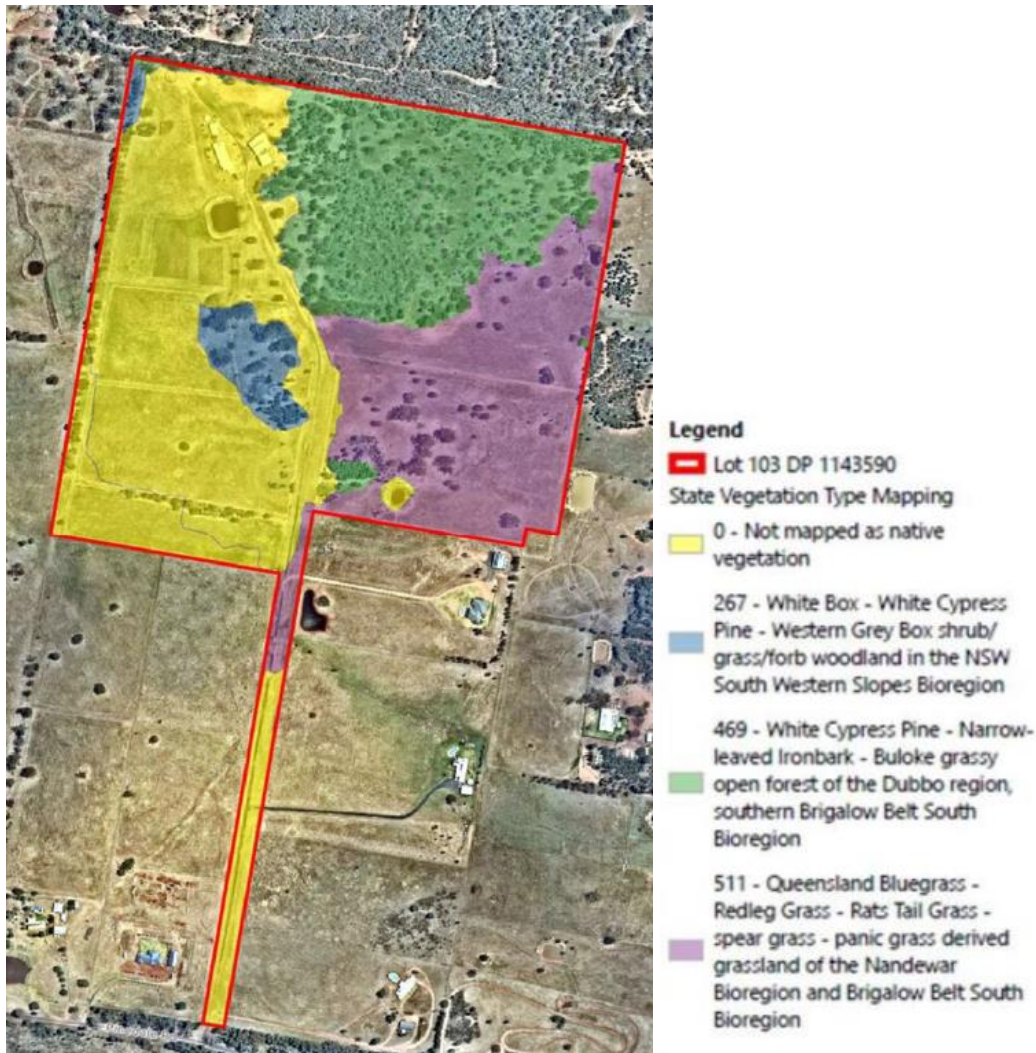 Legend
Lot 103 DP 1143590
State Vegetation Type Mapping
0 - Not mapped as native
vegetation
267 - White Box - White Cypress
Pine - Western Grey Box shrub/
grass/forb woodland in the NSW
South Western Slopes Bioregion
469 - White Cypress Pine - Narrow-
leaved Ironbark - Buloke grassy
open forest of the Dubbo region,
southern Brigalow Belt South
Bioregion
511 - Queensland Bluegrass -
Redleg Grass - Rats Tail Grass -
spear grass - panic grass derived
grassland of the Nandewar
Bioregion and Brigalow Belt South
Bioregion